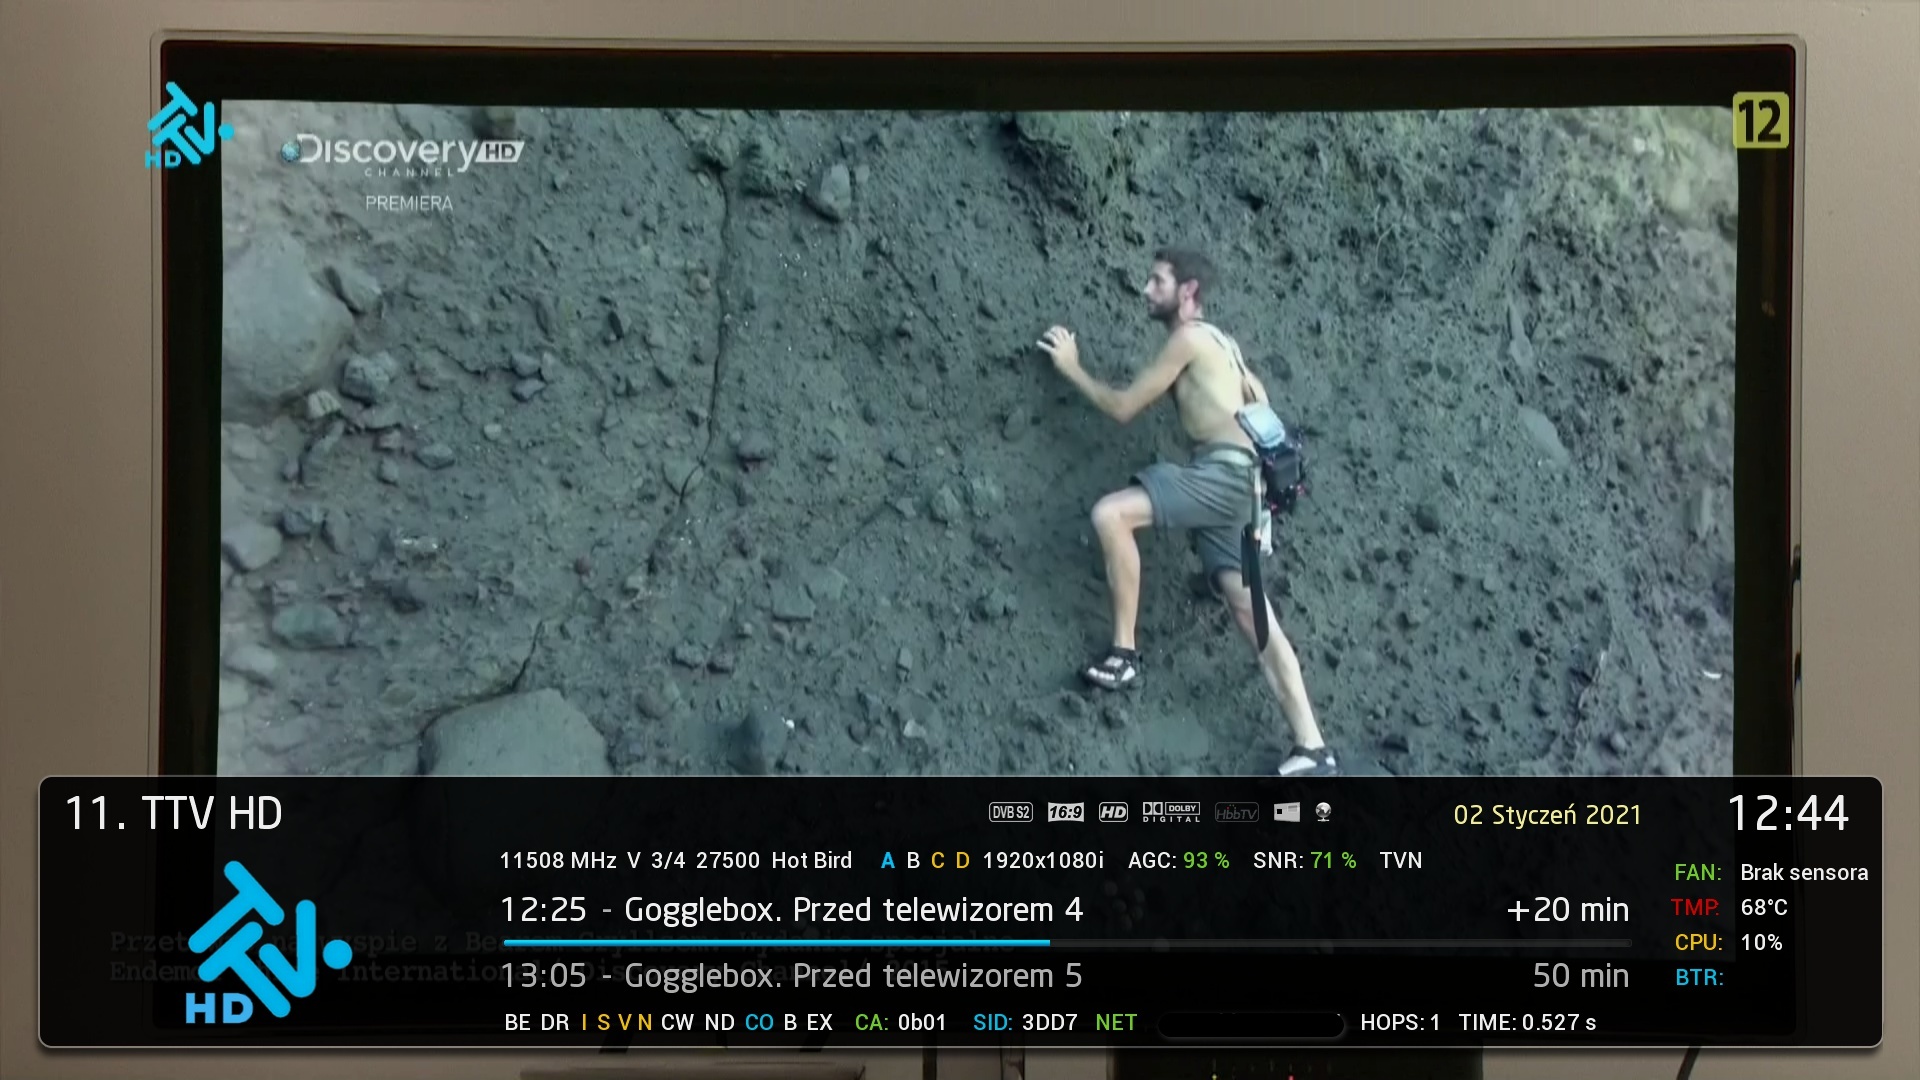 TTV HD
12
Discovery HD
CHANNEL
PREMIERA
11. TTV HD
DVB S2 16:9 HD DOLBY DIGITAL HbbTV
02 Styczeń 2021
12:44
11508 MHz V 3/4 27500 Hot Bird A B C D 1920x1080i AGC: 93 % SNR: 71 % TVN
FAN: Brak sensora
12:25 - Gogglebox. Przed telewizorem 4 +20 min
TMP: 68°C
CPU: 10%
13:05 - Gogglebox. Przed telewizorem 5 50 min
BTR:
TTV HD
BE DR I S V N CW ND CO B EX CA: 0b01 SID: 3DD7 NET HOPS: 1 TIME: 0.527 s